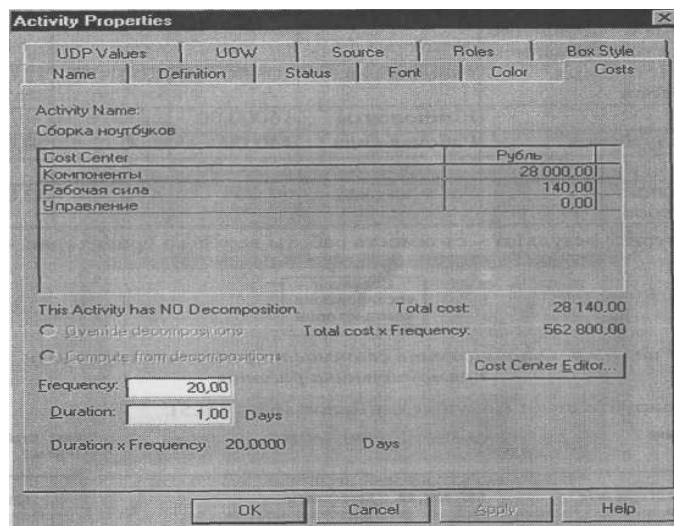 Activity Properties
UDP Values UOW Source Roles Box Style
Name Definition Status Font Color Costs
Activity Name:
Сборка ноутбуков
Cost Center Рубль
Компоненты 28 000,00
Рабочая сила 140,00
Управление 0,00
This Activity has NO Decomposition. Total cost: 28 140,00
Override decompositions Total cost x Frequency: 562 800,00
Compute from decompositions
Cost Center Editor...
Frequency: 20,00
Duration: 1,00 Days
Duration x Frequency 20,0000 Days
OK Cancel Apply Help